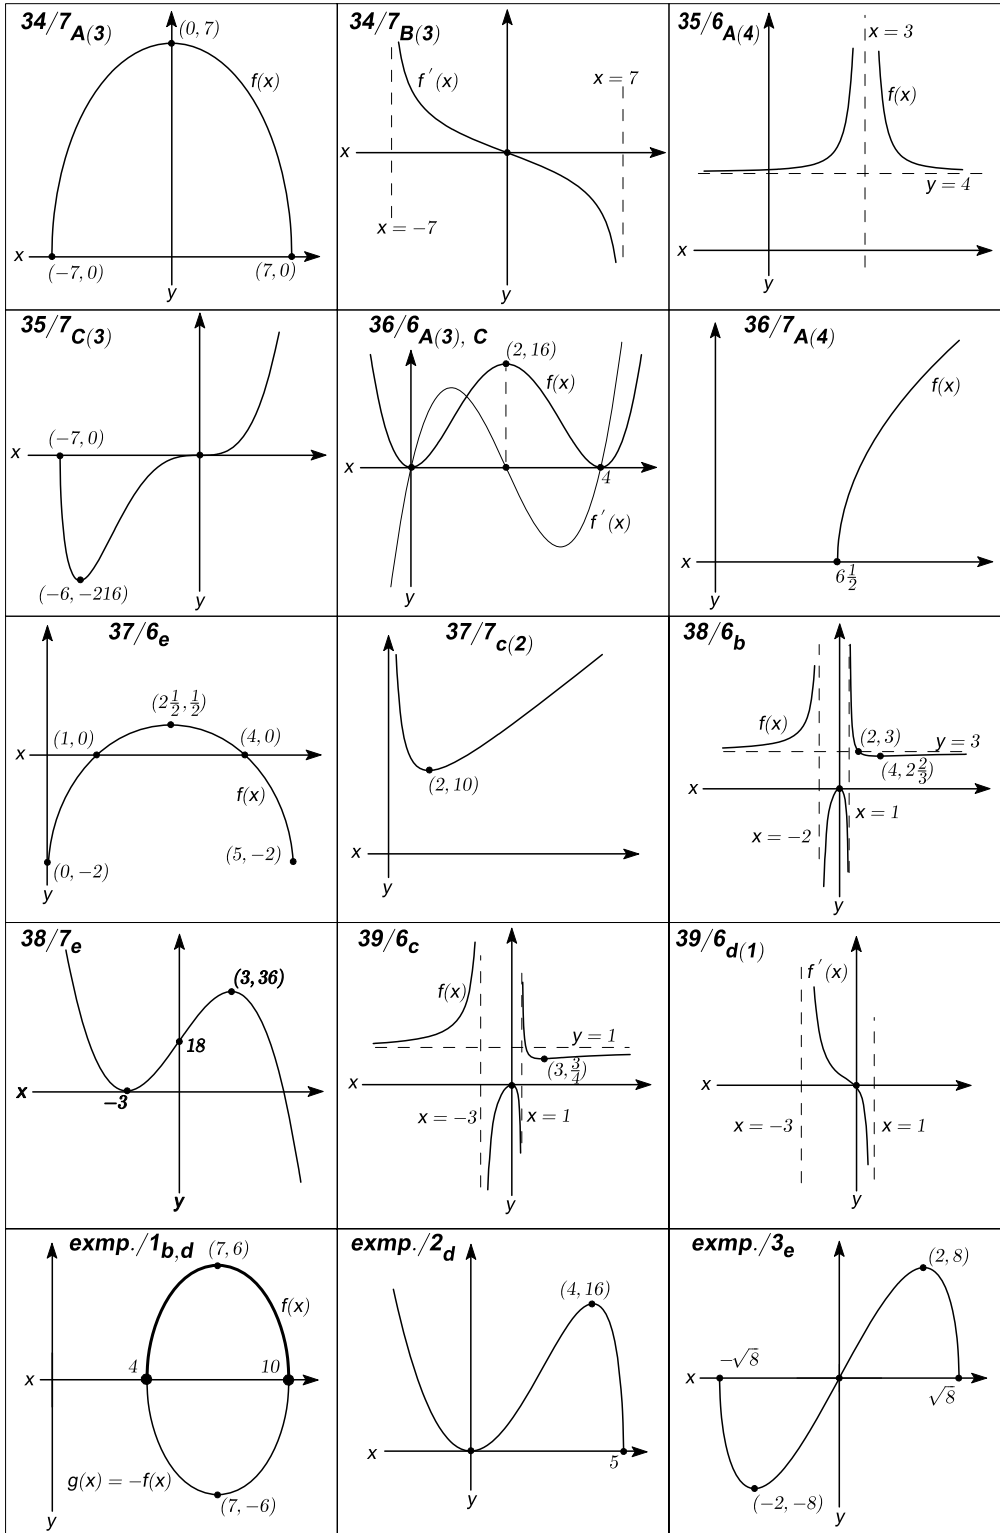 34/7A(3)
(0, 7)
f(x)
x
(−7, 0)
(7, 0)
y
34/7B(3)
f′(x)
x = 7
x
x = −7
y
35/6A(4)
x = 3
f(x)
y = 4
x
y
35/7C(3)
(−7, 0)
x
(−6, −216)
y
36/6A(3), C
(2, 16)
f(x)
x
4
f′(x)
y
36/7A(4)
f(x)
x
6 1/2
y
37/6e
(2 1/2, 1/2)
(1, 0)
(4, 0)
x
f(x)
(5, −2)
(0, −2)
y
37/7c(2)
(2, 10)
x
y
38/6b
f(x)
(2, 3)
y = 3
(4, 2 2/3)
x
x = 1
x = −2
y
38/7e
(3, 36)
18
x
−3
y
39/6c
f(x)
y = 1
(3, 3/4)
x
x = −3
x = 1
y
39/6d(1)
f′(x)
x
x = −3
x = 1
y
exmp./1b,d
(7, 6)
f(x)
4
10
x
g(x) = −f(x)
(7, −6)
y
exmp./2d
(4, 16)
x
5
y
exmp./3e
(2, 8)
−√8
x
√8
(−2, −8)
y